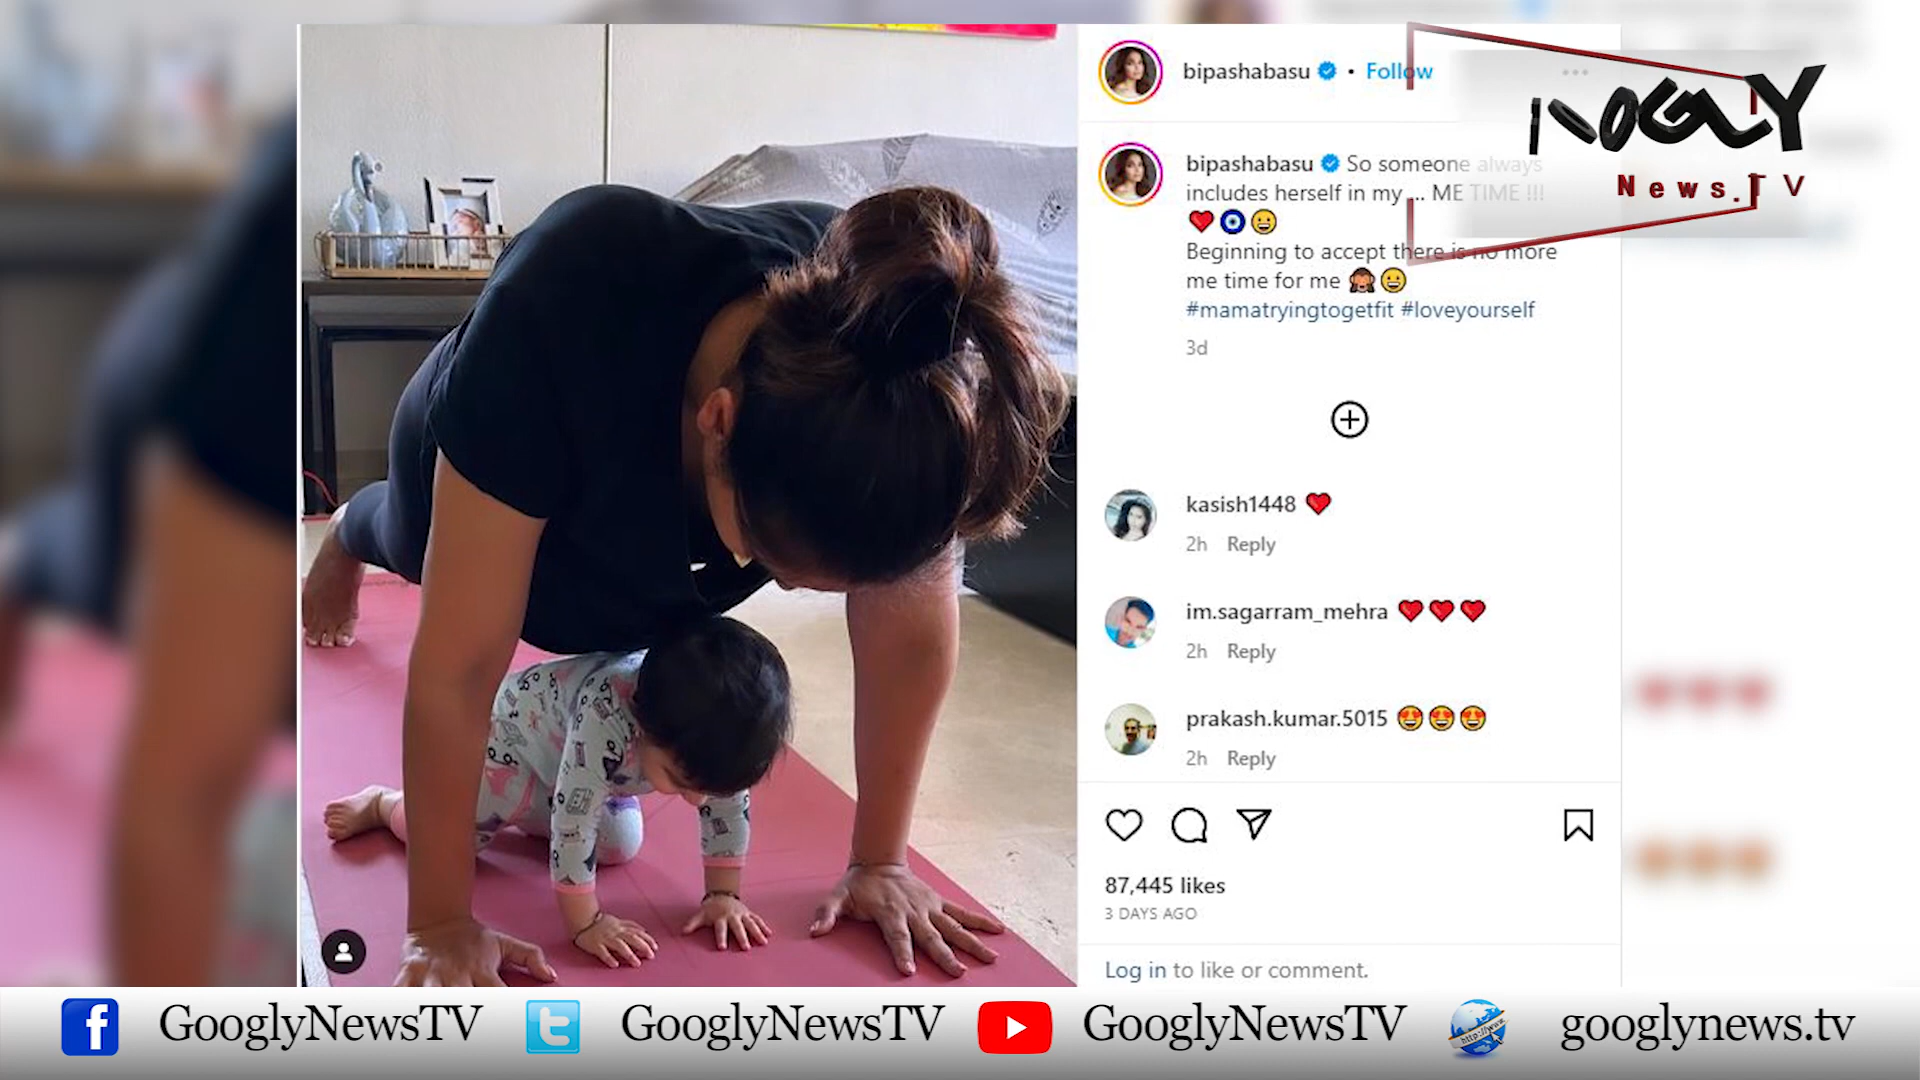 bipashabasu • Follow
bipashabasu So someone always
includes herself in my ... ME TIME !!!
❤️🧿😀
Beginning to accept there is no more
me time for me 🙈😀
#mamatryingtogetfit #loveyourself
3d
kasish1448 ❤️
2h Reply
im.sagarram_mehra ❤️❤️❤️
2h Reply
prakash.kumar.5015 😍😍😍
2h Reply
87,445 likes
3 DAYS AGO
Log in to like or comment.
News.TV
GooglyNewsTV
GooglyNewsTV
GooglyNewsTV
googlynews.tv